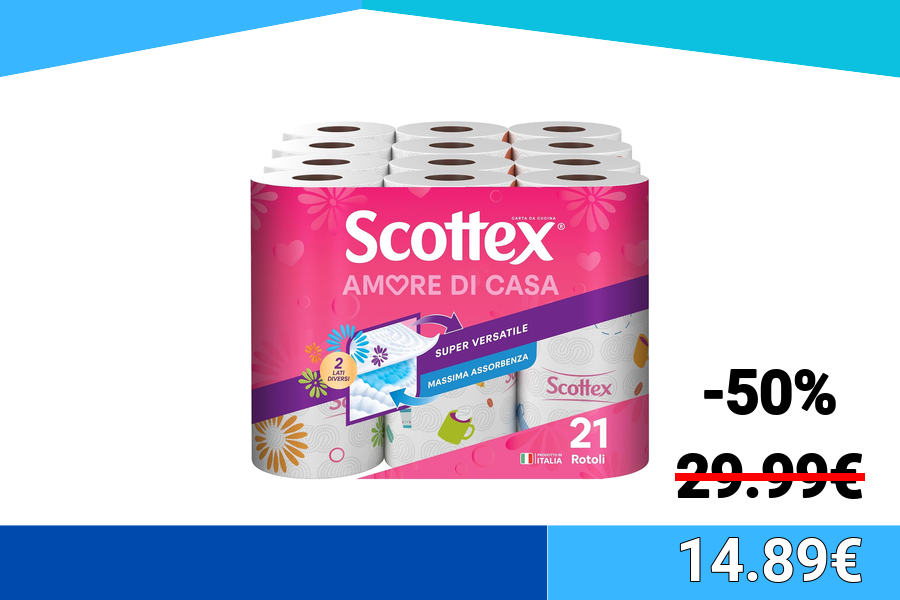 CARTA DA CUCINA
Scottex®
AMORE DI CASA
SUPER VERSATILE
MASSIMA ASSORBENZA
2
LATI
DIVERSI
Scottex
21
Rotoli
PRODOTTO IN
ITALIA
-50%
29.99€
14.89€